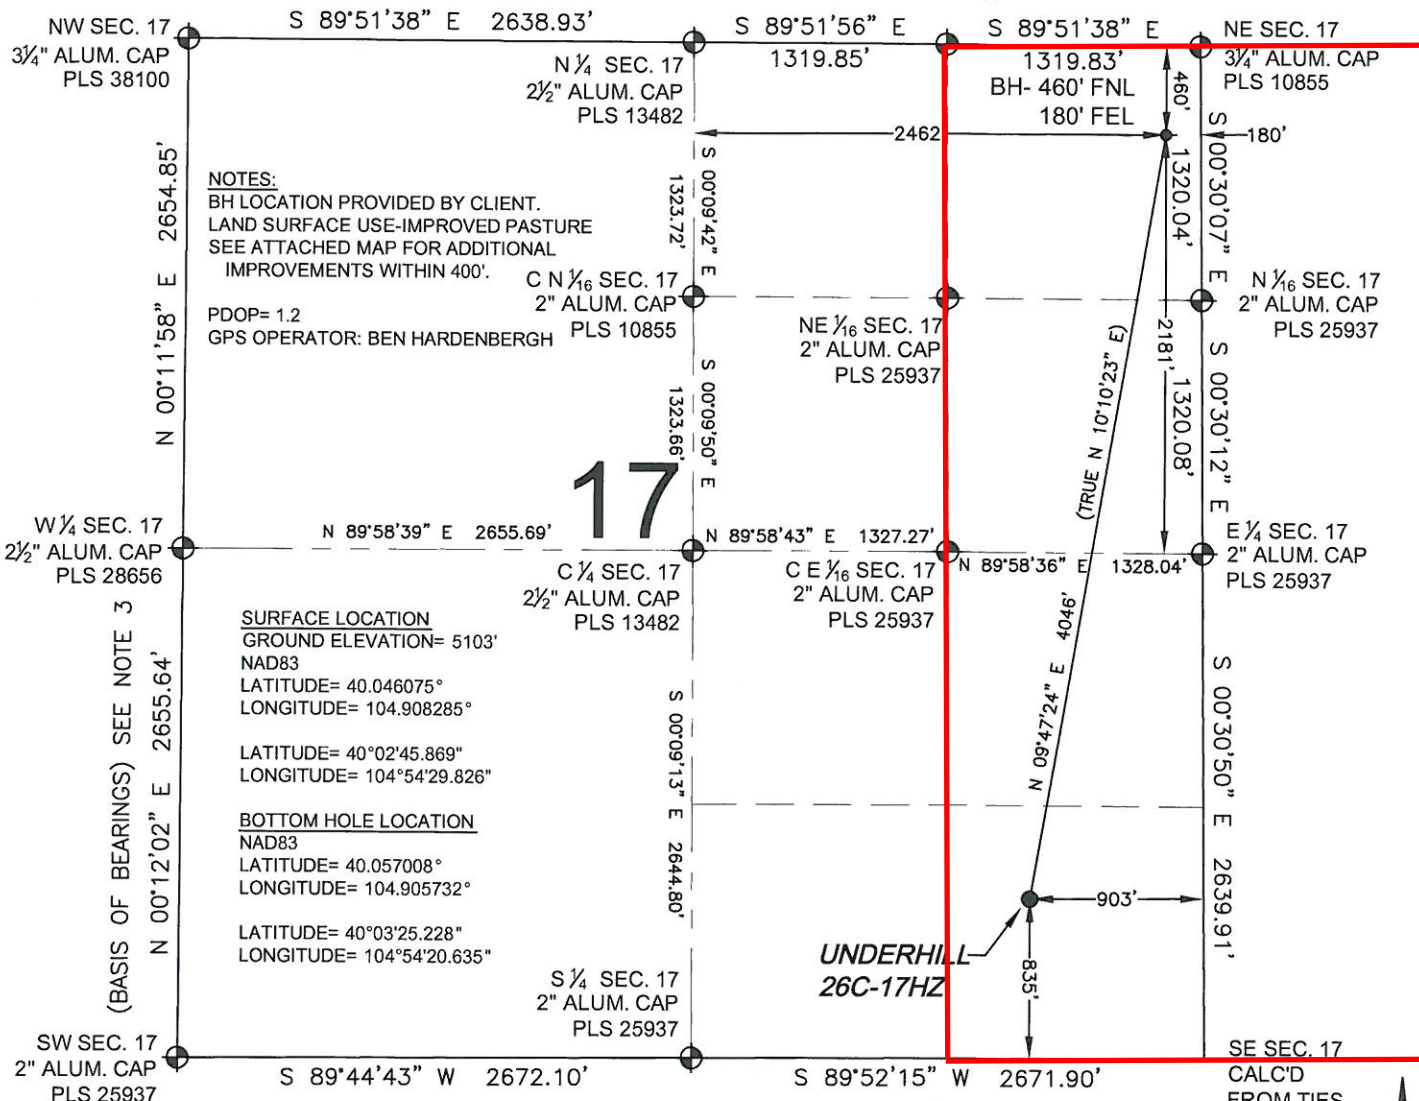 S 89°51'38" E 2638.93'
S 89°51'56" E
1319.85'
S 89°51'38" E
1319.83'
BH- 460' FNL
180' FEL
NW SEC. 17
3¼" ALUM. CAP
PLS 38100
N ¼ SEC. 17
2½" ALUM. CAP
PLS 13482
NE SEC. 17
3¼" ALUM. CAP
PLS 10855
460'
2462
180'
N 00°11'58" E 2654.85'
NOTES:
BH LOCATION PROVIDED BY CLIENT.
LAND SURFACE USE-IMPROVED PASTURE
SEE ATTACHED MAP FOR ADDITIONAL
IMPROVEMENTS WITHIN 400'.
PDOP= 1.2
GPS OPERATOR: BEN HARDENBERGH
S 00°09'42" E
1323.72'
1320.04'
S 00°30'07" E
C N 1⁄16 SEC. 17
2" ALUM. CAP
PLS 10855
NE 1⁄16 SEC. 17
2" ALUM. CAP
PLS 25937
N 1⁄16 SEC. 17
2" ALUM. CAP
PLS 25937
S 00°09'50" E
1323.66'
(TRUE N 10°10'23" E)
2181'
1320.08'
S 00°30'12" E
17
W ¼ SEC. 17
2½" ALUM. CAP
PLS 28656
N 89°58'39" E 2655.69'
N 89°58'43" E 1327.27'
N 89°58'36" E 1328.04'
C ¼ SEC. 17
2½" ALUM. CAP
PLS 13482
C E 1⁄16 SEC. 17
2" ALUM. CAP
PLS 25937
E ¼ SEC. 17
2" ALUM. CAP
PLS 25937
(BASIS OF BEARINGS) SEE NOTE 3
N 00°12'02" E 2655.64'
SURFACE LOCATION
GROUND ELEVATION= 5103'
NAD83
LATITUDE= 40.046075°
LONGITUDE= 104.908285°
LATITUDE= 40°02'45.869"
LONGITUDE= 104°54'29.826"
BOTTOM HOLE LOCATION
NAD83
LATITUDE= 40.057008°
LONGITUDE= 104.905732°
LATITUDE= 40°03'25.228"
LONGITUDE= 104°54'20.635"
S 00°09'13" E 2644.80'
N 09°47'24" E 4046'
S 00°30'50" E 2639.91'
903'
835'
UNDERHILL
26C-17HZ
S ¼ SEC. 17
2" ALUM. CAP
PLS 25937
SW SEC. 17
2" ALUM. CAP
PLS 25937
S 89°44'43" W 2672.10'
S 89°52'15" W 2671.90'
SE SEC. 17
CALC'D
FROM TIES